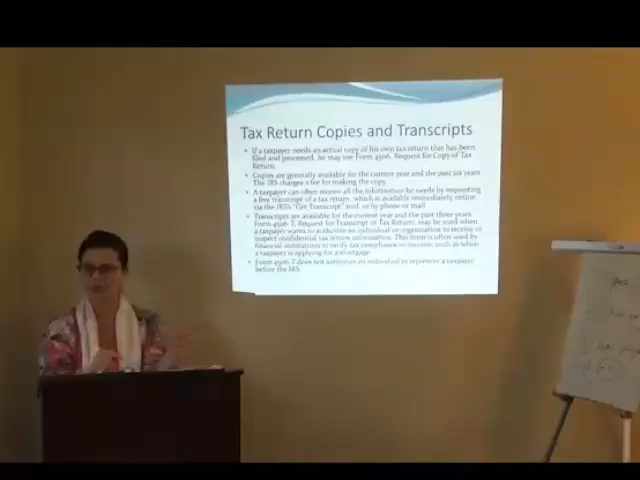 Tax Return Copies and Transcripts
• If a taxpayer needs an actual copy of his own tax return that has been
filed and processed, he may use Form 4506, Request for Copy of Tax
Return.
• Copies are generally available for the current year and the past six years.
The IRS charges a fee for making the copy.
• A taxpayer can often receive all the information he needs by requesting
a free transcript of a tax return, which is available immediately online
via the IRS's "Get Transcript" tool, or by phone or mail
• Transcripts are available for the current year and the past three years.
Form 4506-T, Request for Transcript of Tax Return, may be used when
a taxpayer wants to authorize an individual or organization to receive or
inspect confidential tax return information. This form is often used by
financial institutions to verify tax compliance or income, such as when
a taxpayer is applying for a mortgage.
• Form 4506-T does not authorize an individual to represent a taxpayer
before the IRS.